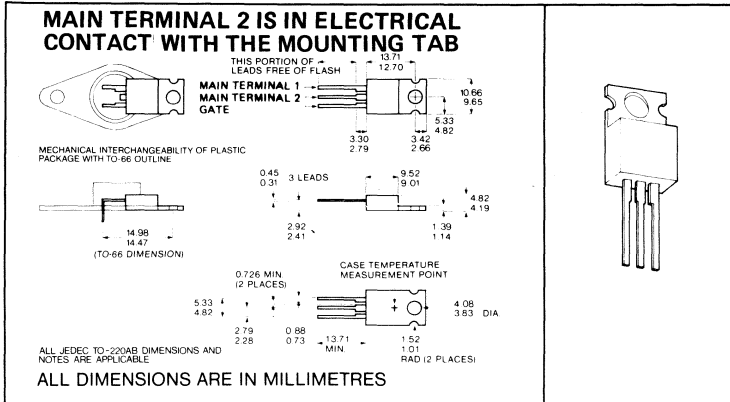 MAIN TERMINAL 2 IS IN ELECTRICAL
CONTACT WITH THE MOUNTING TAB
THIS PORTION OF
LEADS FREE OF FLASH
13.71
12.70
MAIN TERMINAL 1
MAIN TERMINAL 2
GATE
10.66
9.65
5.33
4.82
3.30
2.79
3.42
2.66
MECHANICAL INTERCHANGEABILITY OF PLASTIC
PACKAGE WITH TO-66 OUTLINE
0.45
0.31
3 LEADS
9.52
9.01
4.82
4.19
2.92
2.41
1.39
1.14
14.98
14.47
(TO-66 DIMENSION)
0.726 MIN.
(2 PLACES)
CASE TEMPERATURE
MEASUREMENT POINT
5.33
4.82
4.08
3.83 DIA.
2.79
2.28
0.88
0.73
13.71
MIN.
1.52
1.01
RAD (2 PLACES)
ALL JEDEC TO-220AB DIMENSIONS AND
NOTES ARE APPLICABLE
ALL DIMENSIONS ARE IN MILLIMETRES